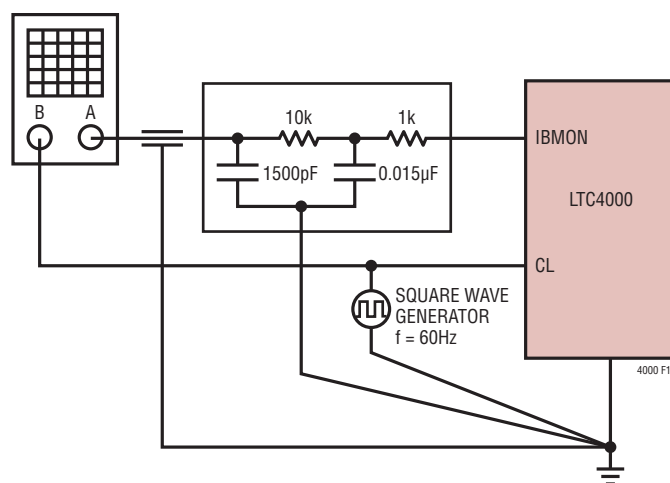 B
A
10k
1k
1500pF
0.015µF
IBMON
LTC4000
CL
SQUARE WAVE
GENERATOR
f = 60Hz
4000 F1